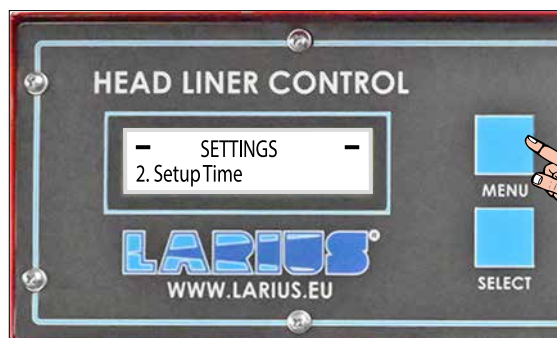 HEAD LINER CONTROL
- SETTINGS -
2. Setup Time
MENU
LARIUS®
WWW.LARIUS.EU
SELECT